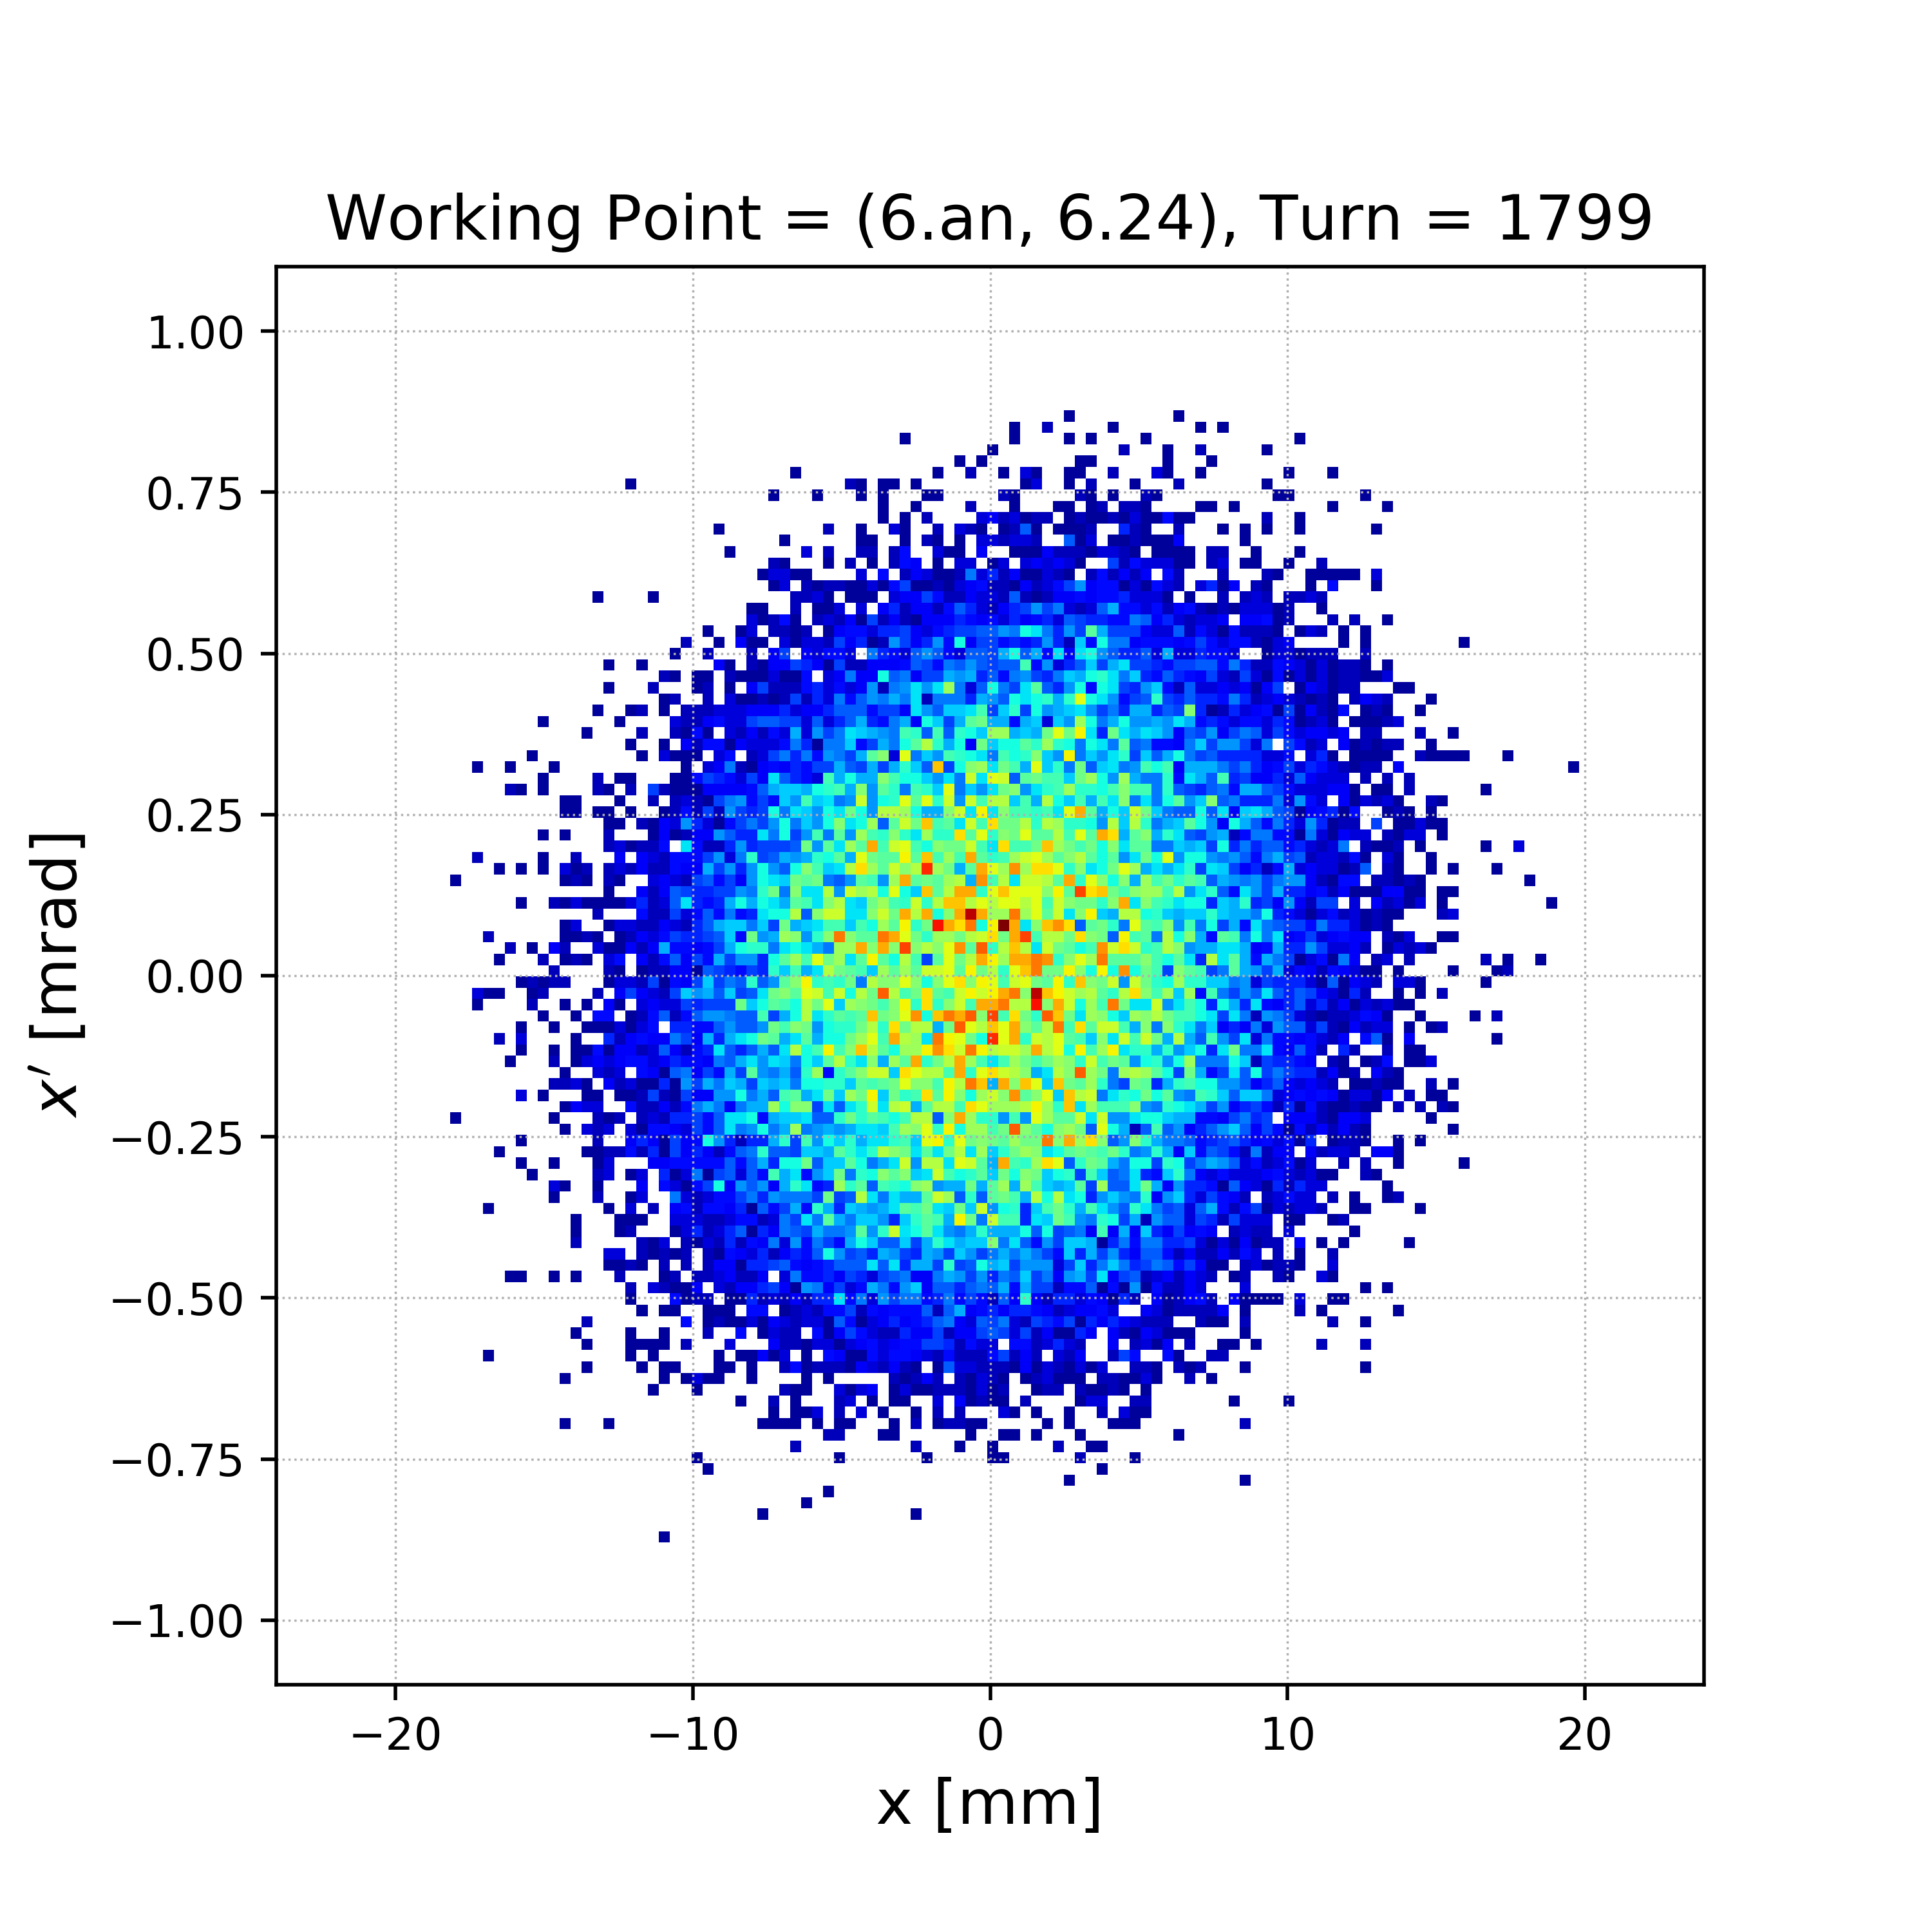 Working Point = (6.an, 6.24), Turn = 1799
1.00
0.75
0.50
0.25
0.00
−0.25
−0.50
−0.75
−1.00
x′ [mrad]
−20 −10 0 10 20
x [mm]